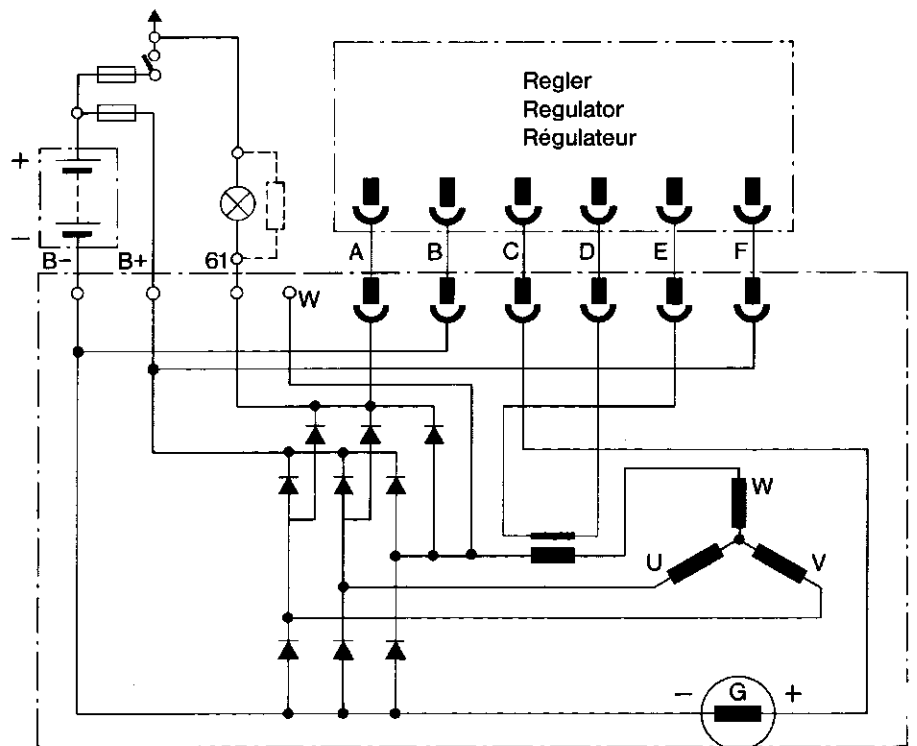 Regler
Regulator
Régulateur
+
−
B− B+ 61 A B C D E F
W
W
U V
− G +